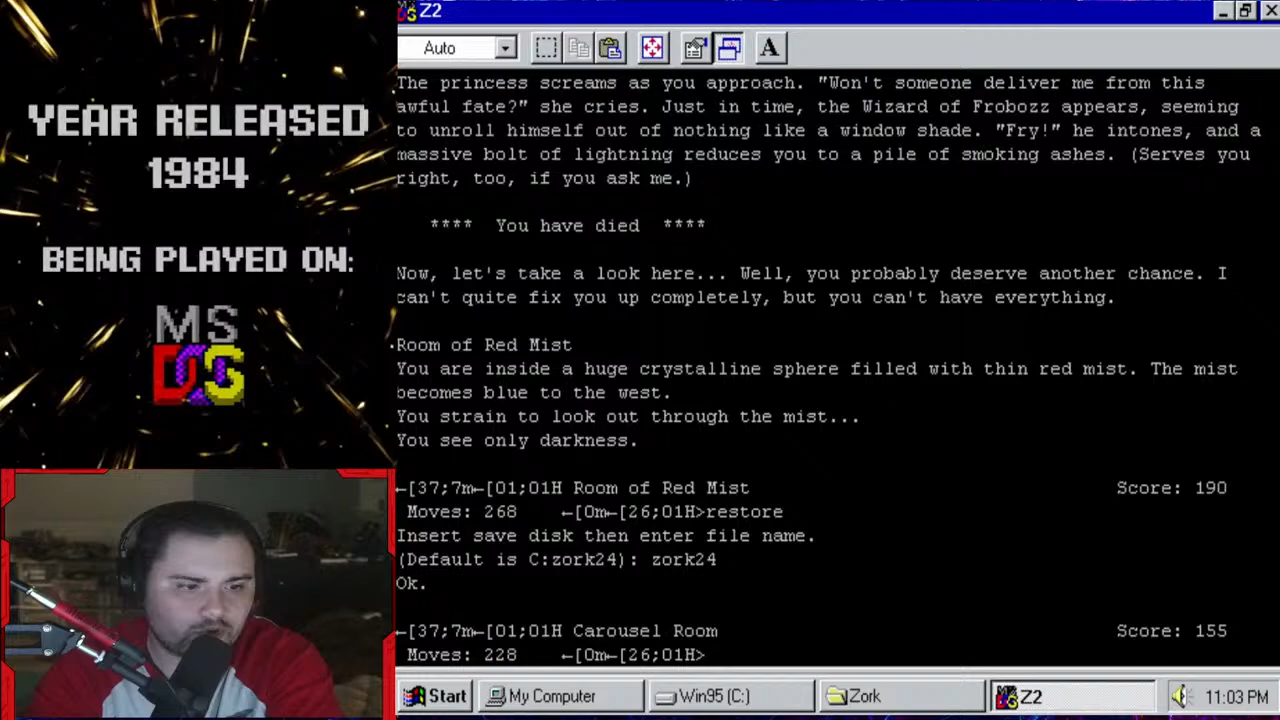 YEAR RELEASED
1984
BEING PLAYED ON:
MS
DOS
Z2
Auto
A
The princess screams as you approach. "Won't someone deliver me from this
awful fate?" she cries. Just in time, the Wizard of Frobozz appears, seeming
to unroll himself out of nothing like a window shade. "Fry!" he intones, and a
massive bolt of lightning reduces you to a pile of smoking ashes. (Serves you
right, too, if you ask me.)
**** You have died ****
Now, let's take a look here... Well, you probably deserve another chance. I
can't quite fix you up completely, but you can't have everything.
Room of Red Mist
You are inside a huge crystalline sphere filled with thin red mist. The mist
becomes blue to the west.
You strain to look out through the mist...
You see only darkness.
←[37;7m←[01;01H Room of Red Mist Score: 190
Moves: 268 ←[0m←[26;01H>restore
Insert save disk then enter file name.
(Default is C:zork24): zork24
Ok.
←[37;7m←[01;01H Carousel Room Score: 155
Moves: 228 ←[0m←[26;01H>
Start My Computer Win95 (C:) Zork Z2 11:03 PM